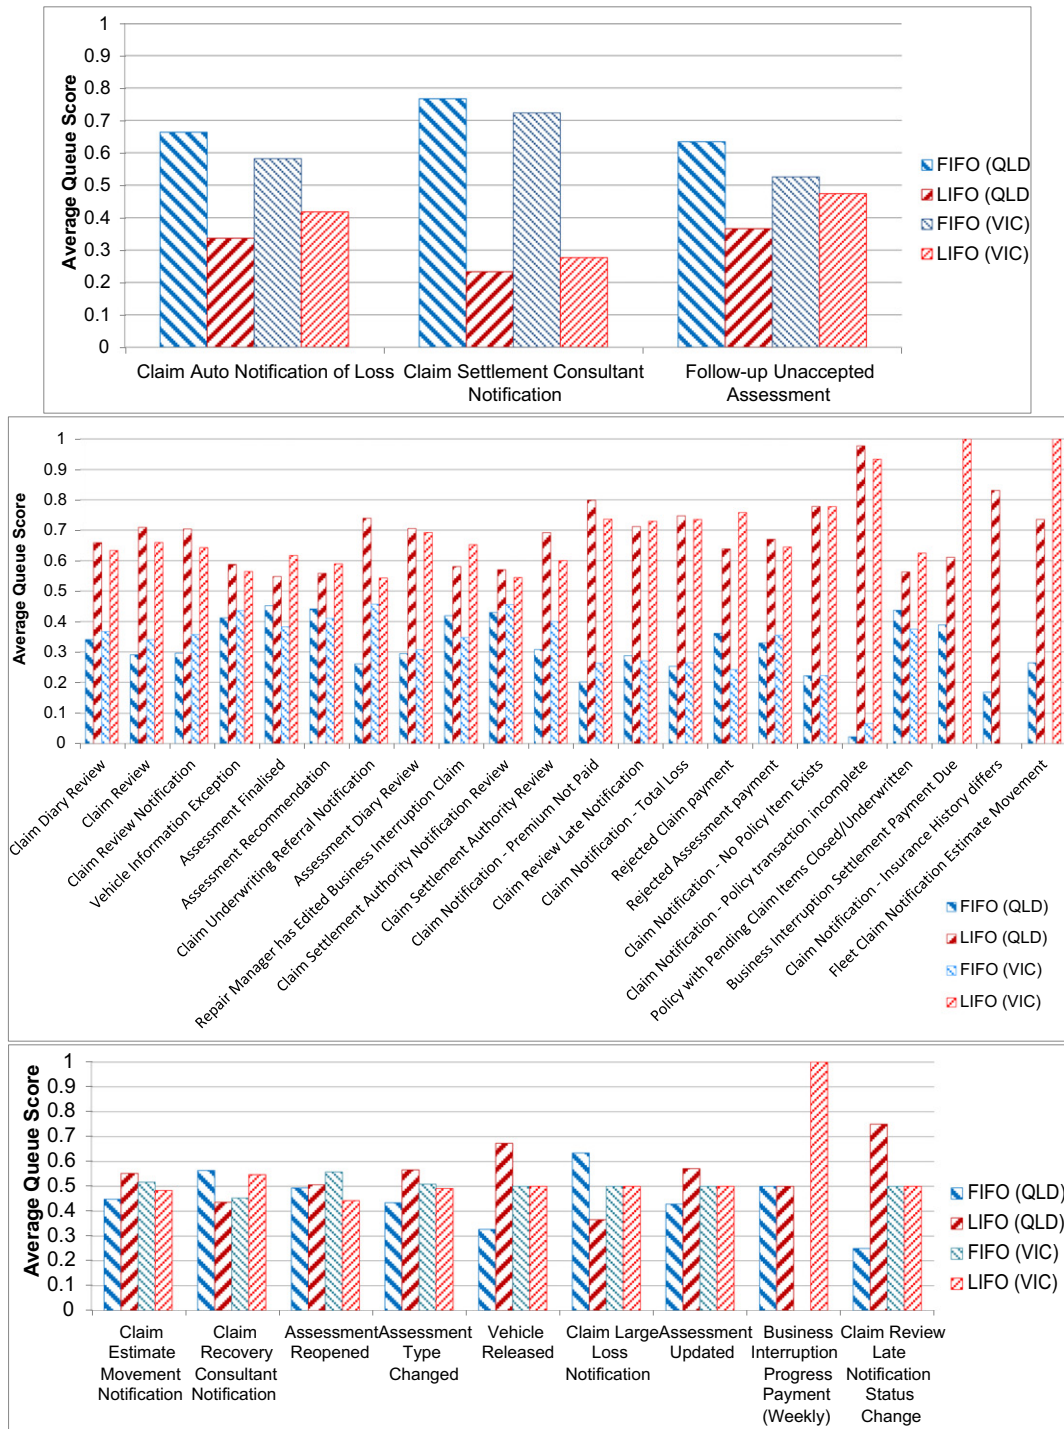 1
0.9
0.8
0.7
0.6
0.5
0.4
0.3
0.2
0.1
0
Average Queue Score
Claim Auto Notification of Loss
Claim Settlement Consultant
Notification
Follow-up Unaccepted
Assessment
FIFO (QLD
LIFO (QLD
FIFO (VIC)
LIFO (VIC)
1
0.9
0.8
0.7
0.6
0.5
0.4
0.3
0.2
0.1
0
Average Queue Score
Claim Diary Review
Claim Review
Claim Review Notification
Vehicle Information Exception
Assessment Finalised
Assessment Recommendation
Claim Underwriting Referral Notification
Assessment Diary Review
Repair Manager has Edited Business Interruption Claim
Claim Settlement Authority Notification Review
Claim Settlement Authority Review
Claim Notification - Premium Not Paid
Claim Review Late Notification
Claim Notification - Total Loss
Rejected Claim payment
Rejected Assessment payment
Claim Notification - No Policy Item Exists
Claim Notification - Policy transaction Incomplete
Policy with Pending Claim Items Closed/Underwritten
Business Interruption Settlement Payment Due
Claim Notification - Insurance History differs
Fleet Claim Notification Estimate Movement
FIFO (QLD)
LIFO (QLD)
FIFO (VIC)
LIFO (VIC)
1
0.9
0.8
0.7
0.6
0.5
0.4
0.3
0.2
0.1
0
Average Queue Score
Claim
Estimate
Movement
Notification
Claim
Recovery
Consultant
Notification
Assessment
Reopened
Assessment
Type
Changed
Vehicle
Released
Claim Large
Loss
Notification
Assessment
Updated
Business
Interruption
Progress
Payment
(Weekly)
Claim Review
Late
Notification
Status
Change
FIFO (QLD)
LIFO (QLD)
FIFO (VIC)
LIFO (VIC)